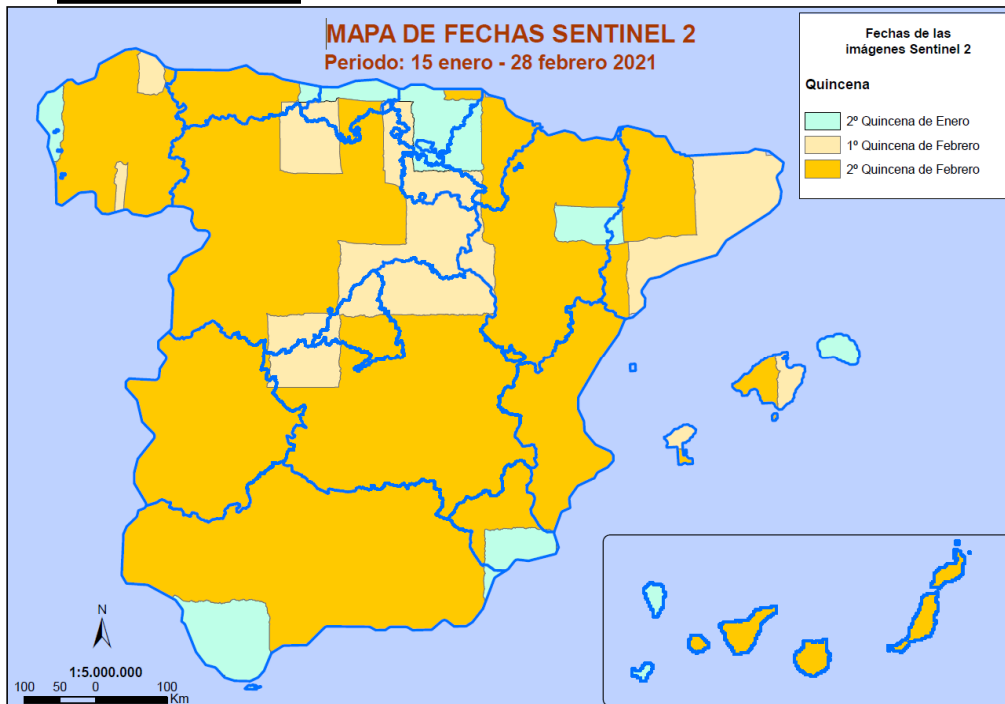 MAPA DE FECHAS SENTINEL 2
Periodo: 15 enero - 28 febrero 2021
Fechas de las
imágenes Sentinel 2
Quincena
2º Quincena de Enero
1º Quincena de Febrero
2º Quincena de Febrero
N
1:5.000.000
100 50 0 100
Km